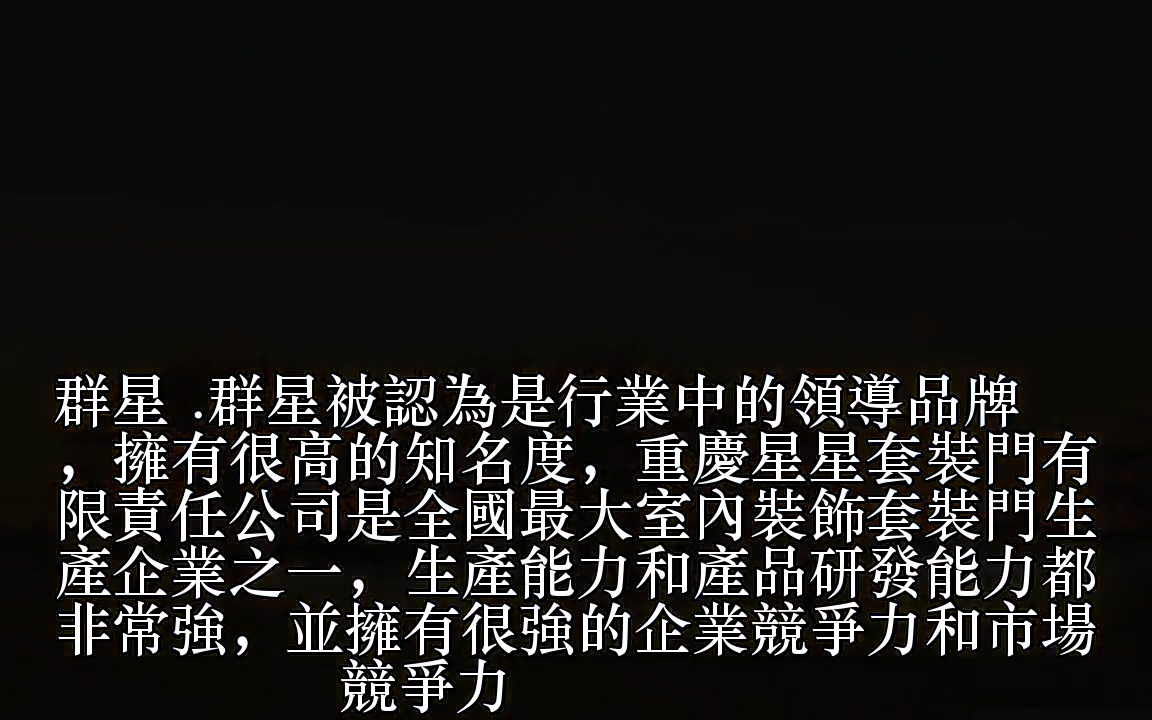 群星 .群星被認為是行業中的領導品牌
，擁有很高的知名度，重慶星星套裝門有
限責任公司是全國最大室內裝飾套裝門生
產企業之一，生產能力和產品研發能力都
非常強，並擁有很強的企業競爭力和市場
競爭力